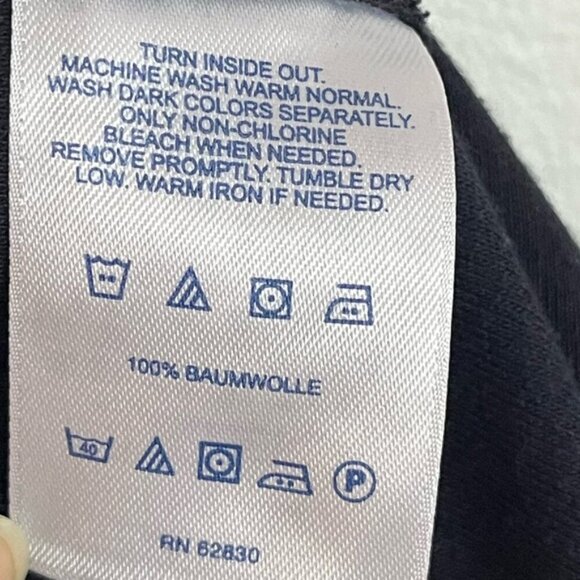 TURN INSIDE OUT.
MACHINE WASH WARM NORMAL.
WASH DARK COLORS SEPARATELY.
ONLY NON-CHLORINE
BLEACH WHEN NEEDED.
REMOVE PROMPTLY. TUMBLE DRY
LOW. WARM IRON IF NEEDED.
100% BAUMWOLLE
40 P
RN 62830